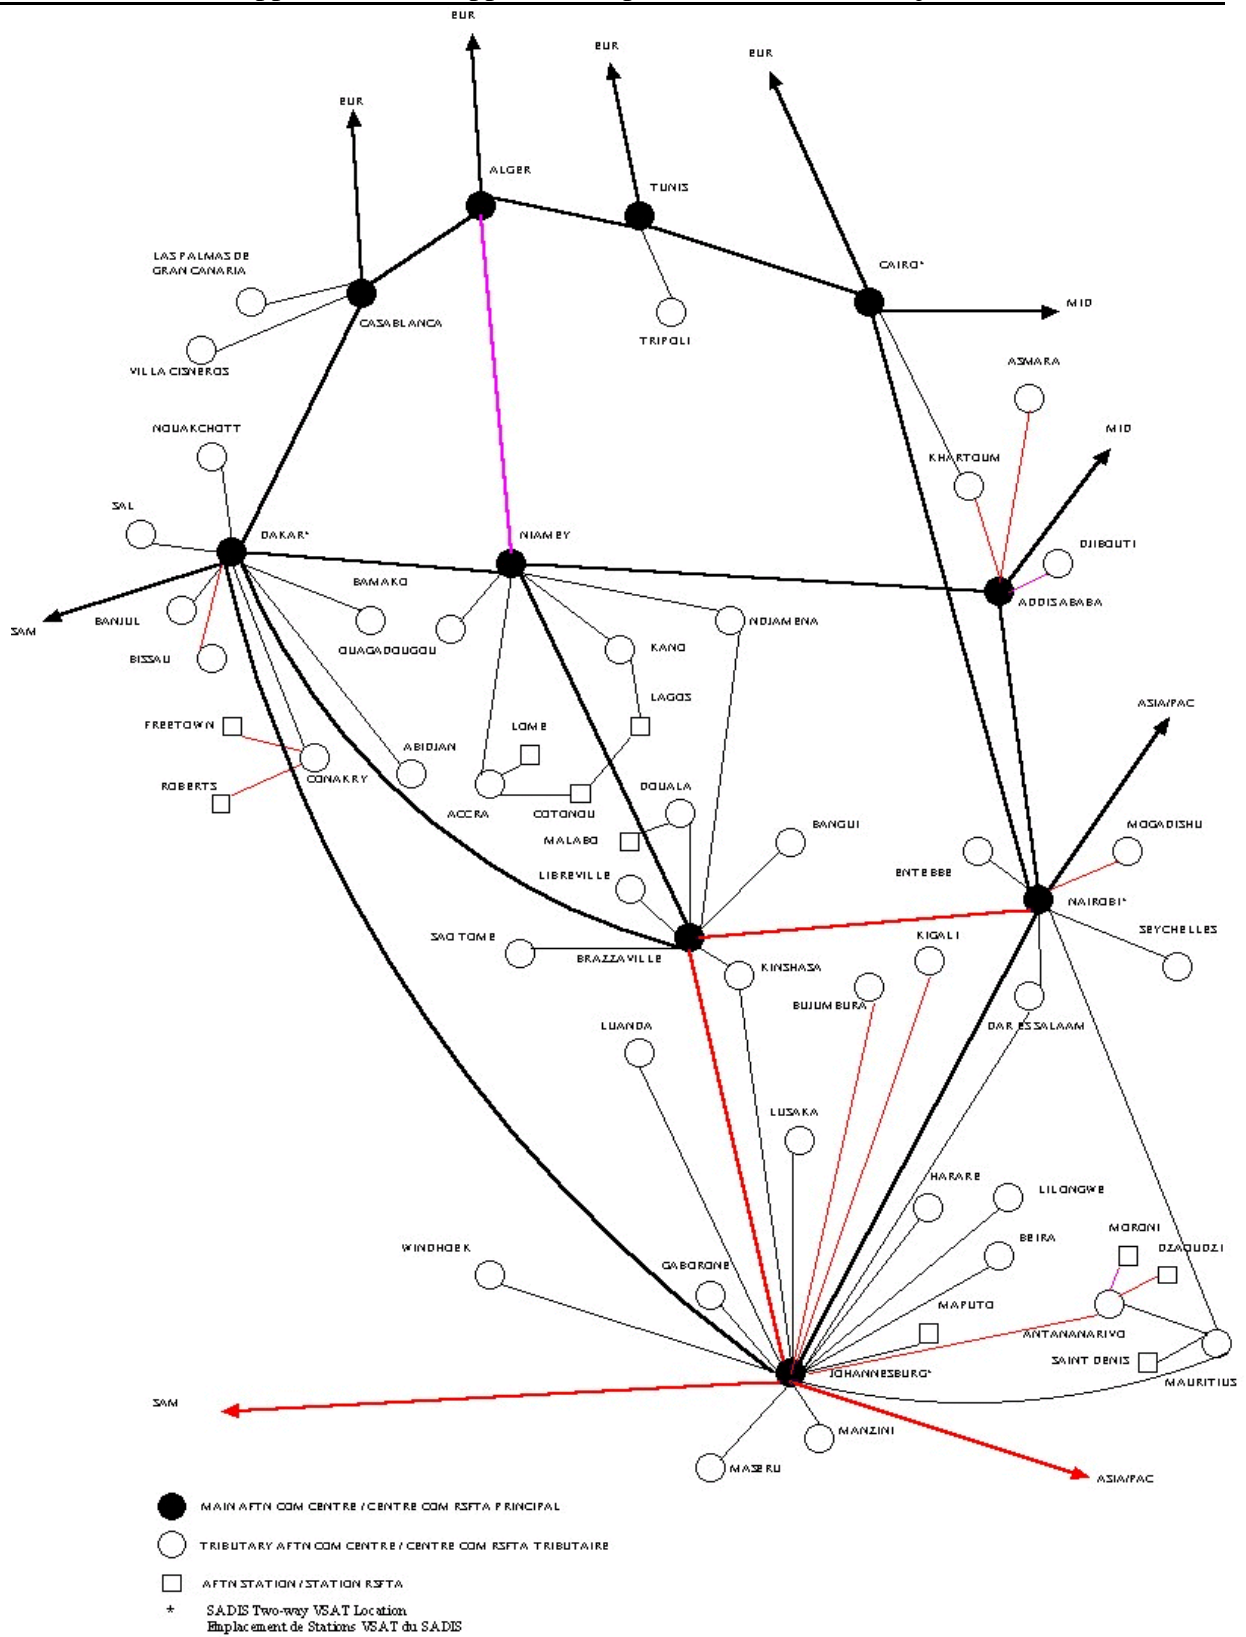 EUR
EUR
EUR
EUR
ALGER
TUNIS
CAIRO*
LAS PALMAS DE
GRAN CANARIA
MID
CASABLANCA
TRIPOLI
ASMARA
VILLA CISNEROS
NOUAKCHOTT
MID
KHARTOUM
SAL
DAKAR*
NIAMEY
DJIBOUTI
BAMAKO
ADDIS ABABA
BANJUL
NDJAMENA
SAM
OUAGADOUGOU
KANO
BISSAU
LAGOS
ASIA/PAC
FREETOWN
LOME
ABIDJAN
CONAKRY
ROBERTS
DOUALA
ACCRA
COTONOU
BANGUI
MOGADISHU
MALABO
ENTEBBE
LIBREVILLE
NAIROBI*
SEYCHELLES
SAO TOME
KIGALI
BRAZZAVILLE
KINSHASA
BUJUMBURA
LUANDA
DAR ES SALAAM
LUSAKA
HARARE
LILONGWE
MORONI
BEIRA
DZAOUDZI
WINDHOEK
GABORONE
MAPUTO
ANTANANARIVO
SAINT DENIS
JOHANNESBURG*
MAURITIUS
SAM
MANZINI
MASERU
ASIA/PAC
MAIN AFTN COM CENTRE / CENTRE COM RSFTA PRINCIPAL
TRIBUTARY AFTN COM CENTRE / CENTRE COM RSFTA TRIBUTAIRE
AFTN STATION / STATION RSFTA
* SADIS Two-way VSAT Location
Emplacement de Stations VSAT du SADIS